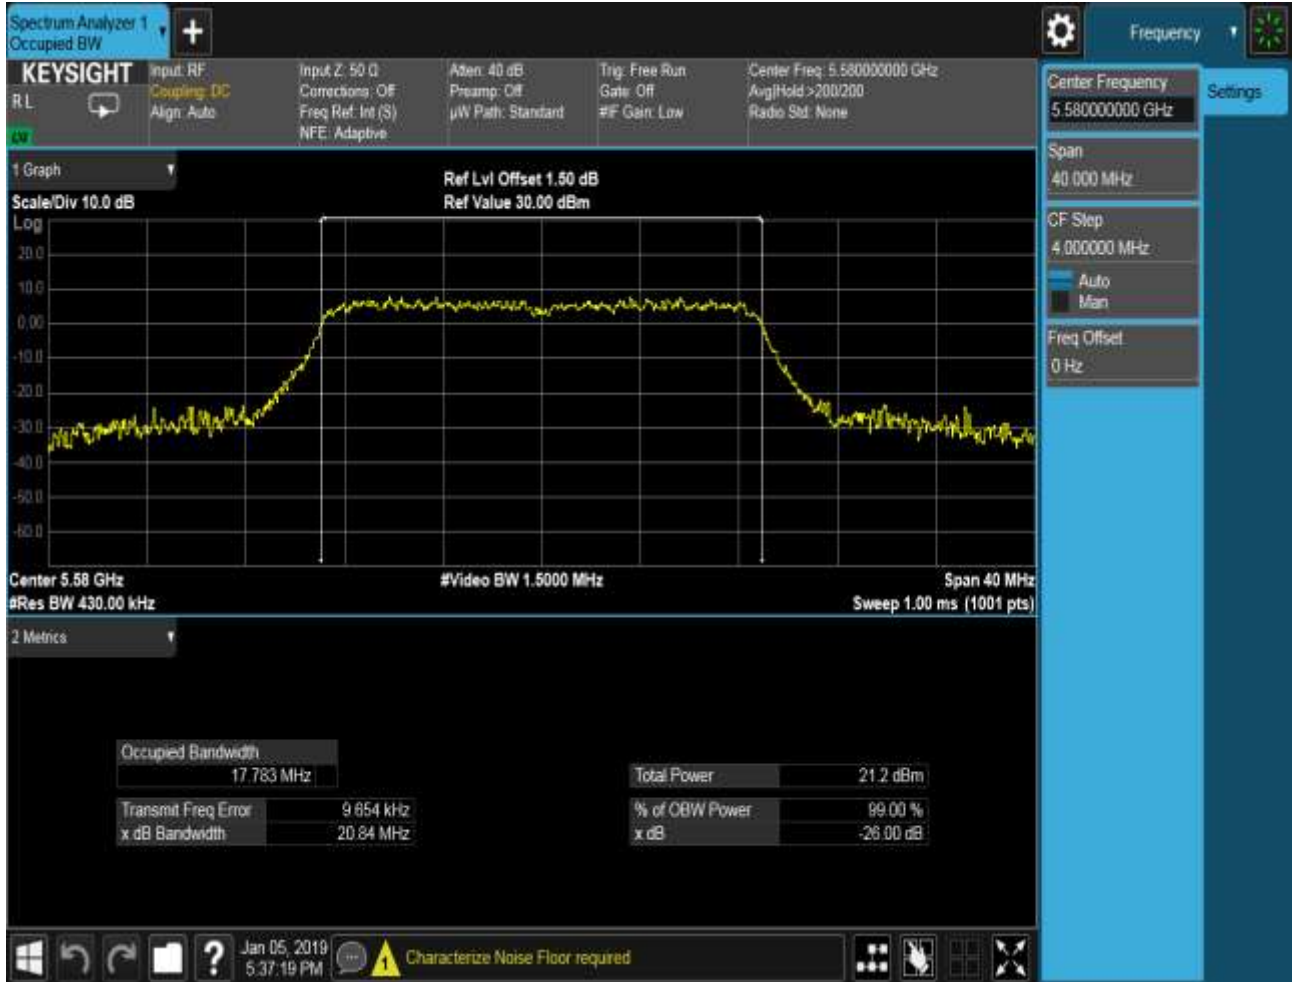 Spectrum Analyzer 1
Occupied BW
Frequency
KEYSIGHT
R L
Input: RF
Coupling: DC
Align: Auto
Input Z: 50 Ω
Corrections: Off
Freq Ref: Int (S)
NFE: Adaptive
Atten: 40 dB
Preamp: Off
µW Path: Standard
Trig: Free Run
Gate: Off
#IF Gain: Low
Center Freq: 5.580000000 GHz
Avg|Hold:>200/200
Radio Std: None
Center Frequency
5.580000000 GHz
Settings
Span
40.000 MHz
CF Step
4.000000 MHz
Auto
Man
Freq Offset
0 Hz
1 Graph
Scale/Div 10.0 dB
Ref Lvl Offset 1.50 dB
Ref Value 30.00 dBm
Log
20.0
10.0
0.00
-10.0
-20.0
-30.0
-40.0
-50.0
-60.0
Center 5.58 GHz
#Video BW 1.5000 MHz
Span 40 MHz
#Res BW 430.00 kHz
Sweep 1.00 ms (1001 pts)
2 Metrics
Occupied Bandwidth
17.783 MHz
Total Power 21.2 dBm
Transmit Freq Error 9.654 kHz
% of OBW Power 99.00 %
x dB Bandwidth 20.84 MHz
x dB -26.00 dB
Jan 05, 2019
5:37:19 PM
1
Characterize Noise Floor required